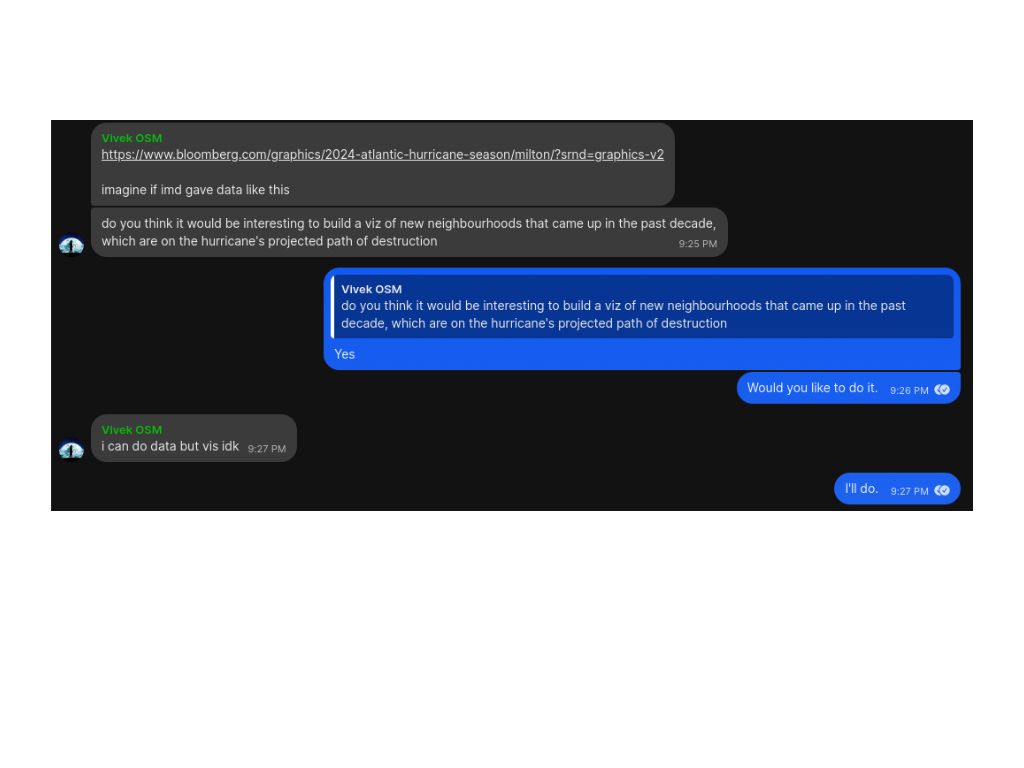 Vivek OSM
https://www.bloomberg.com/graphics/2024-atlantic-hurricane-season/milton/?srnd=graphics-v2
imagine if imd gave data like this
do you think it would be interesting to build a viz of new neighbourhoods that came up in the past decade,
which are on the hurricane's projected path of destruction
9:25 PM
Vivek OSM
do you think it would be interesting to build a viz of new neighbourhoods that came up in the past
decade, which are on the hurricane's projected path of destruction
Yes
Would you like to do it. 9:26 PM
Vivek OSM
i can do data but vis idk 9:27 PM
I'll do. 9:27 PM